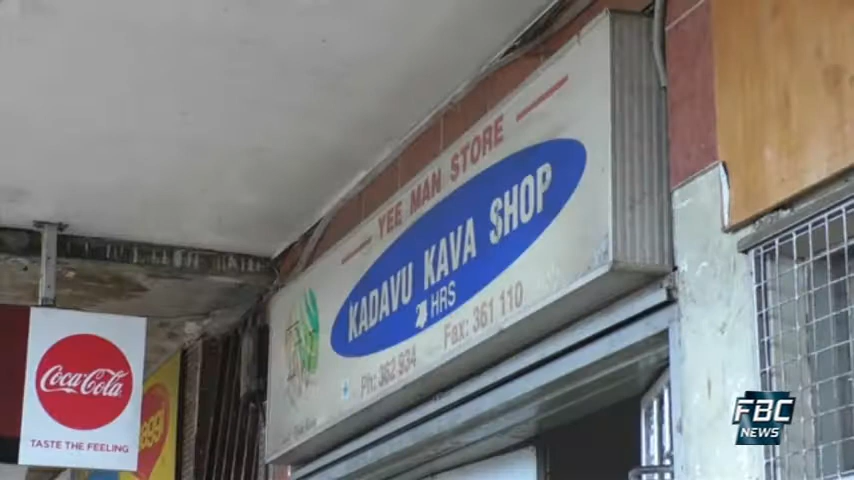 YEE MAN STORE
KADAVU KAVA SHOP
24 HRS
Ph: 362 934
Fax: 361 110
Coca-Cola
TASTE THE FEELING
FBC
NEWS